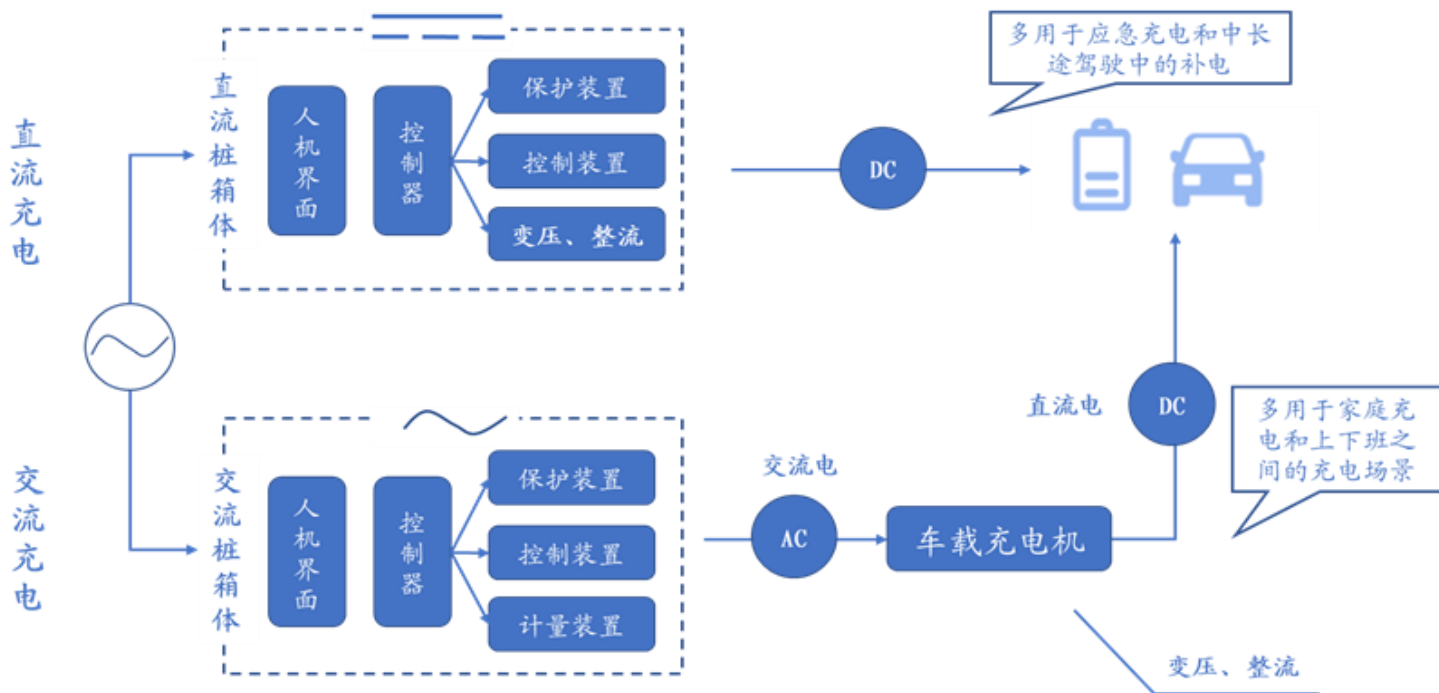 直流充电
直流桩箱体
人机界面
控制器
保护装置
控制装置
变压、整流
DC
多用于应急充电和中长
途驾驶中的补电
交流充电
交流桩箱体
人机界面
控制器
保护装置
控制装置
计量装置
交流电
AC
车载充电机
直流电
DC
多用于家庭充
电和上下班之
间的充电场景
变压、整流